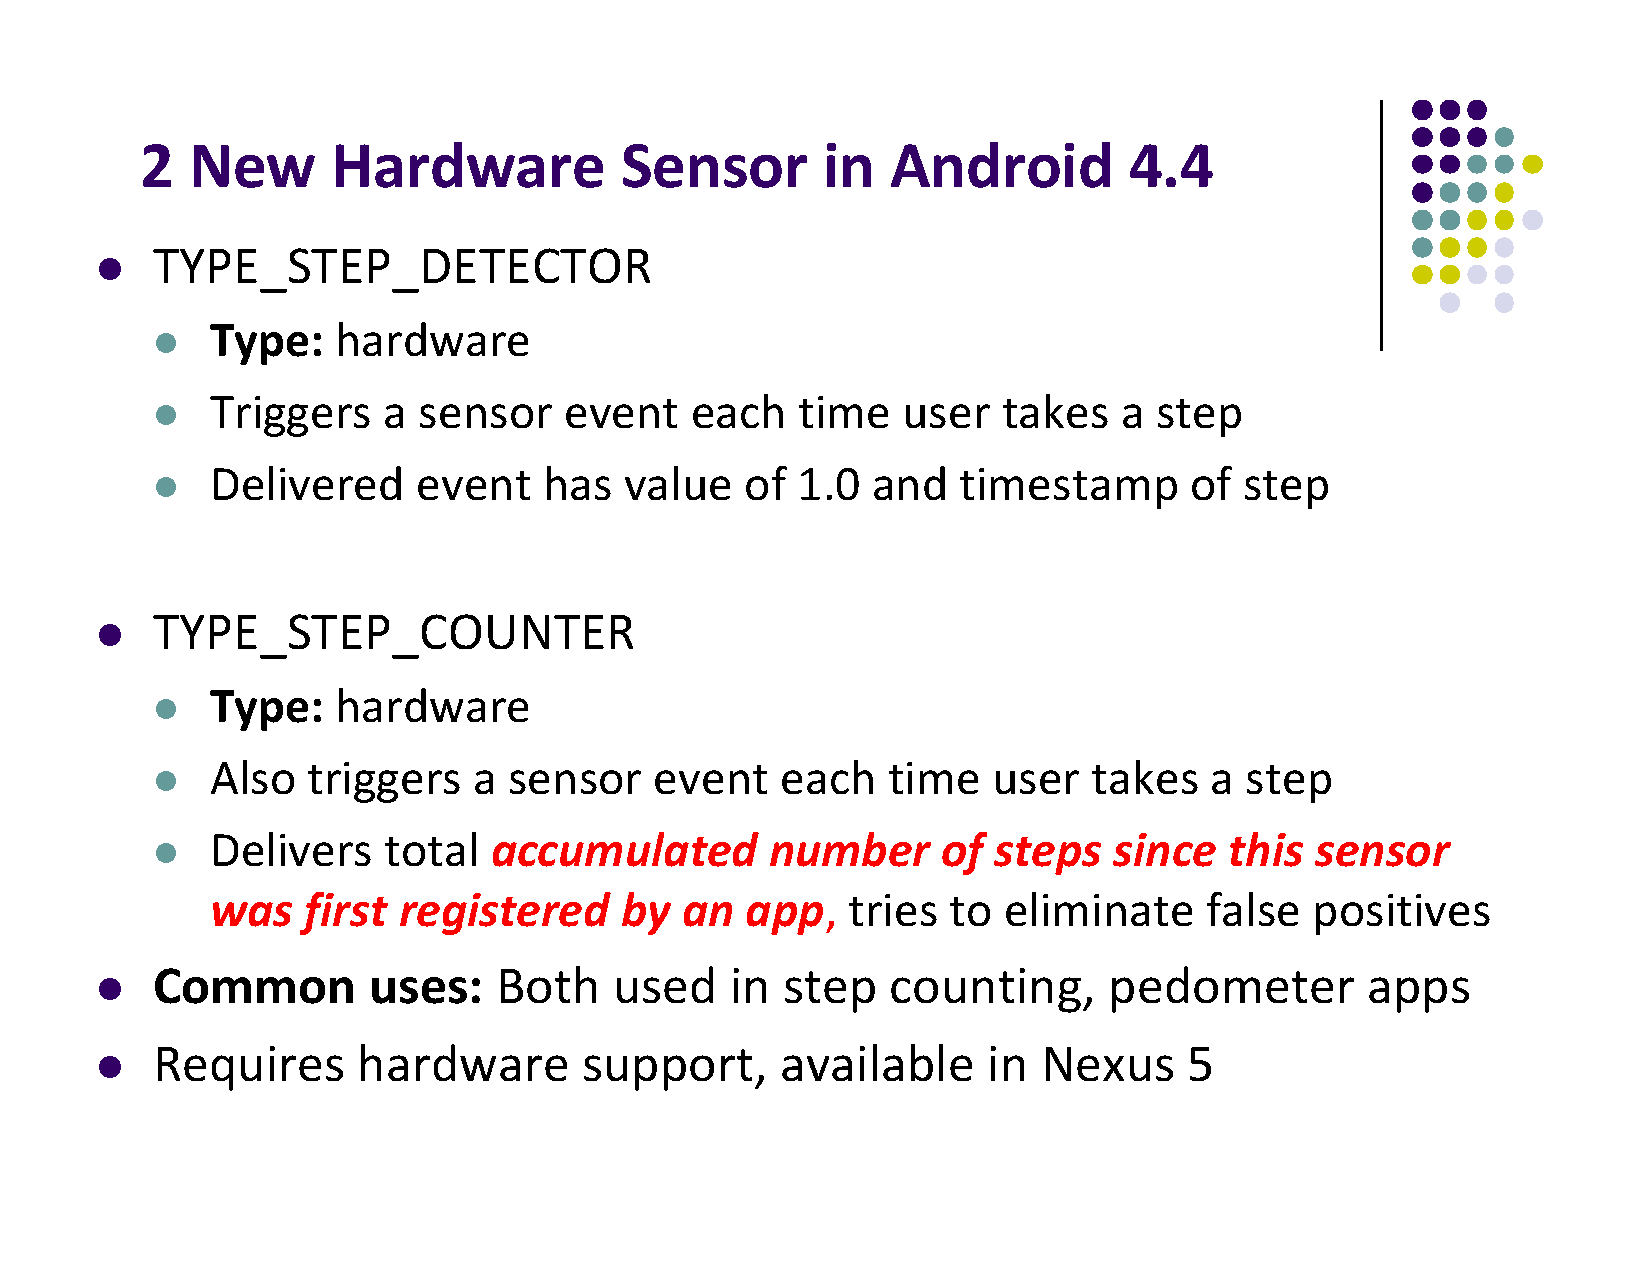 2 New Hardware Sensor in Android 4.4
TYPE_STEP_DETECTOR
Type: hardware
Triggers a sensor event each time user takes a step
Delivered event has value of 1.0 and timestamp of step
TYPE_STEP_COUNTER
Type: hardware
Also triggers a sensor event each time user takes a step
Delivers total accumulated number of steps since this sensor
was first registered by an app, tries to eliminate false positives
Common uses: Both used in step counting, pedometer apps
Requires hardware support, available in Nexus 5